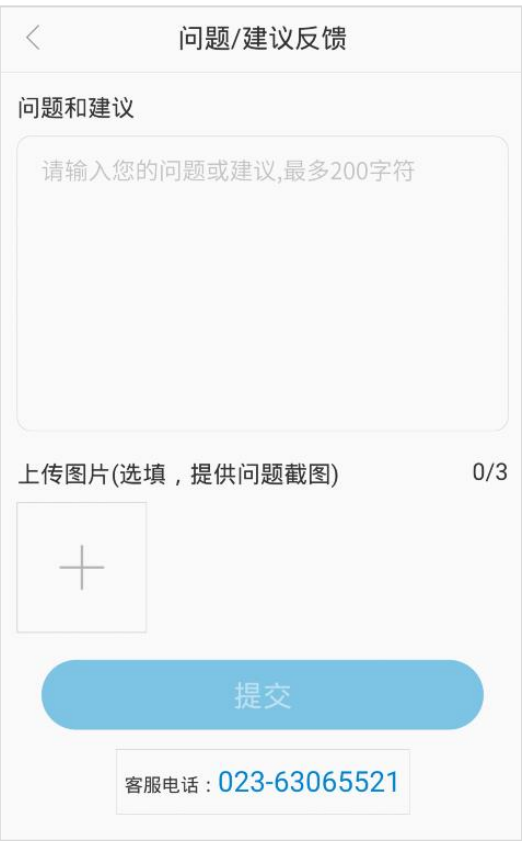 问题/建议反馈
问题和建议
请输入您的问题或建议,最多200字符
上传图片(选填，提供问题截图) 0/3
提交
客服电话：023-63065521